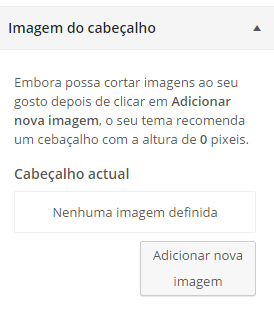 Imagem do cabeçalho
Embora possa cortar imagens ao seu
gosto depois de clicar em Adicionar
nova imagem, o seu tema recomenda
um cebaçalho com a altura de 0 pixeis.
Cabeçalho actual
Nenhuma imagem definida
Adicionar nova
imagem